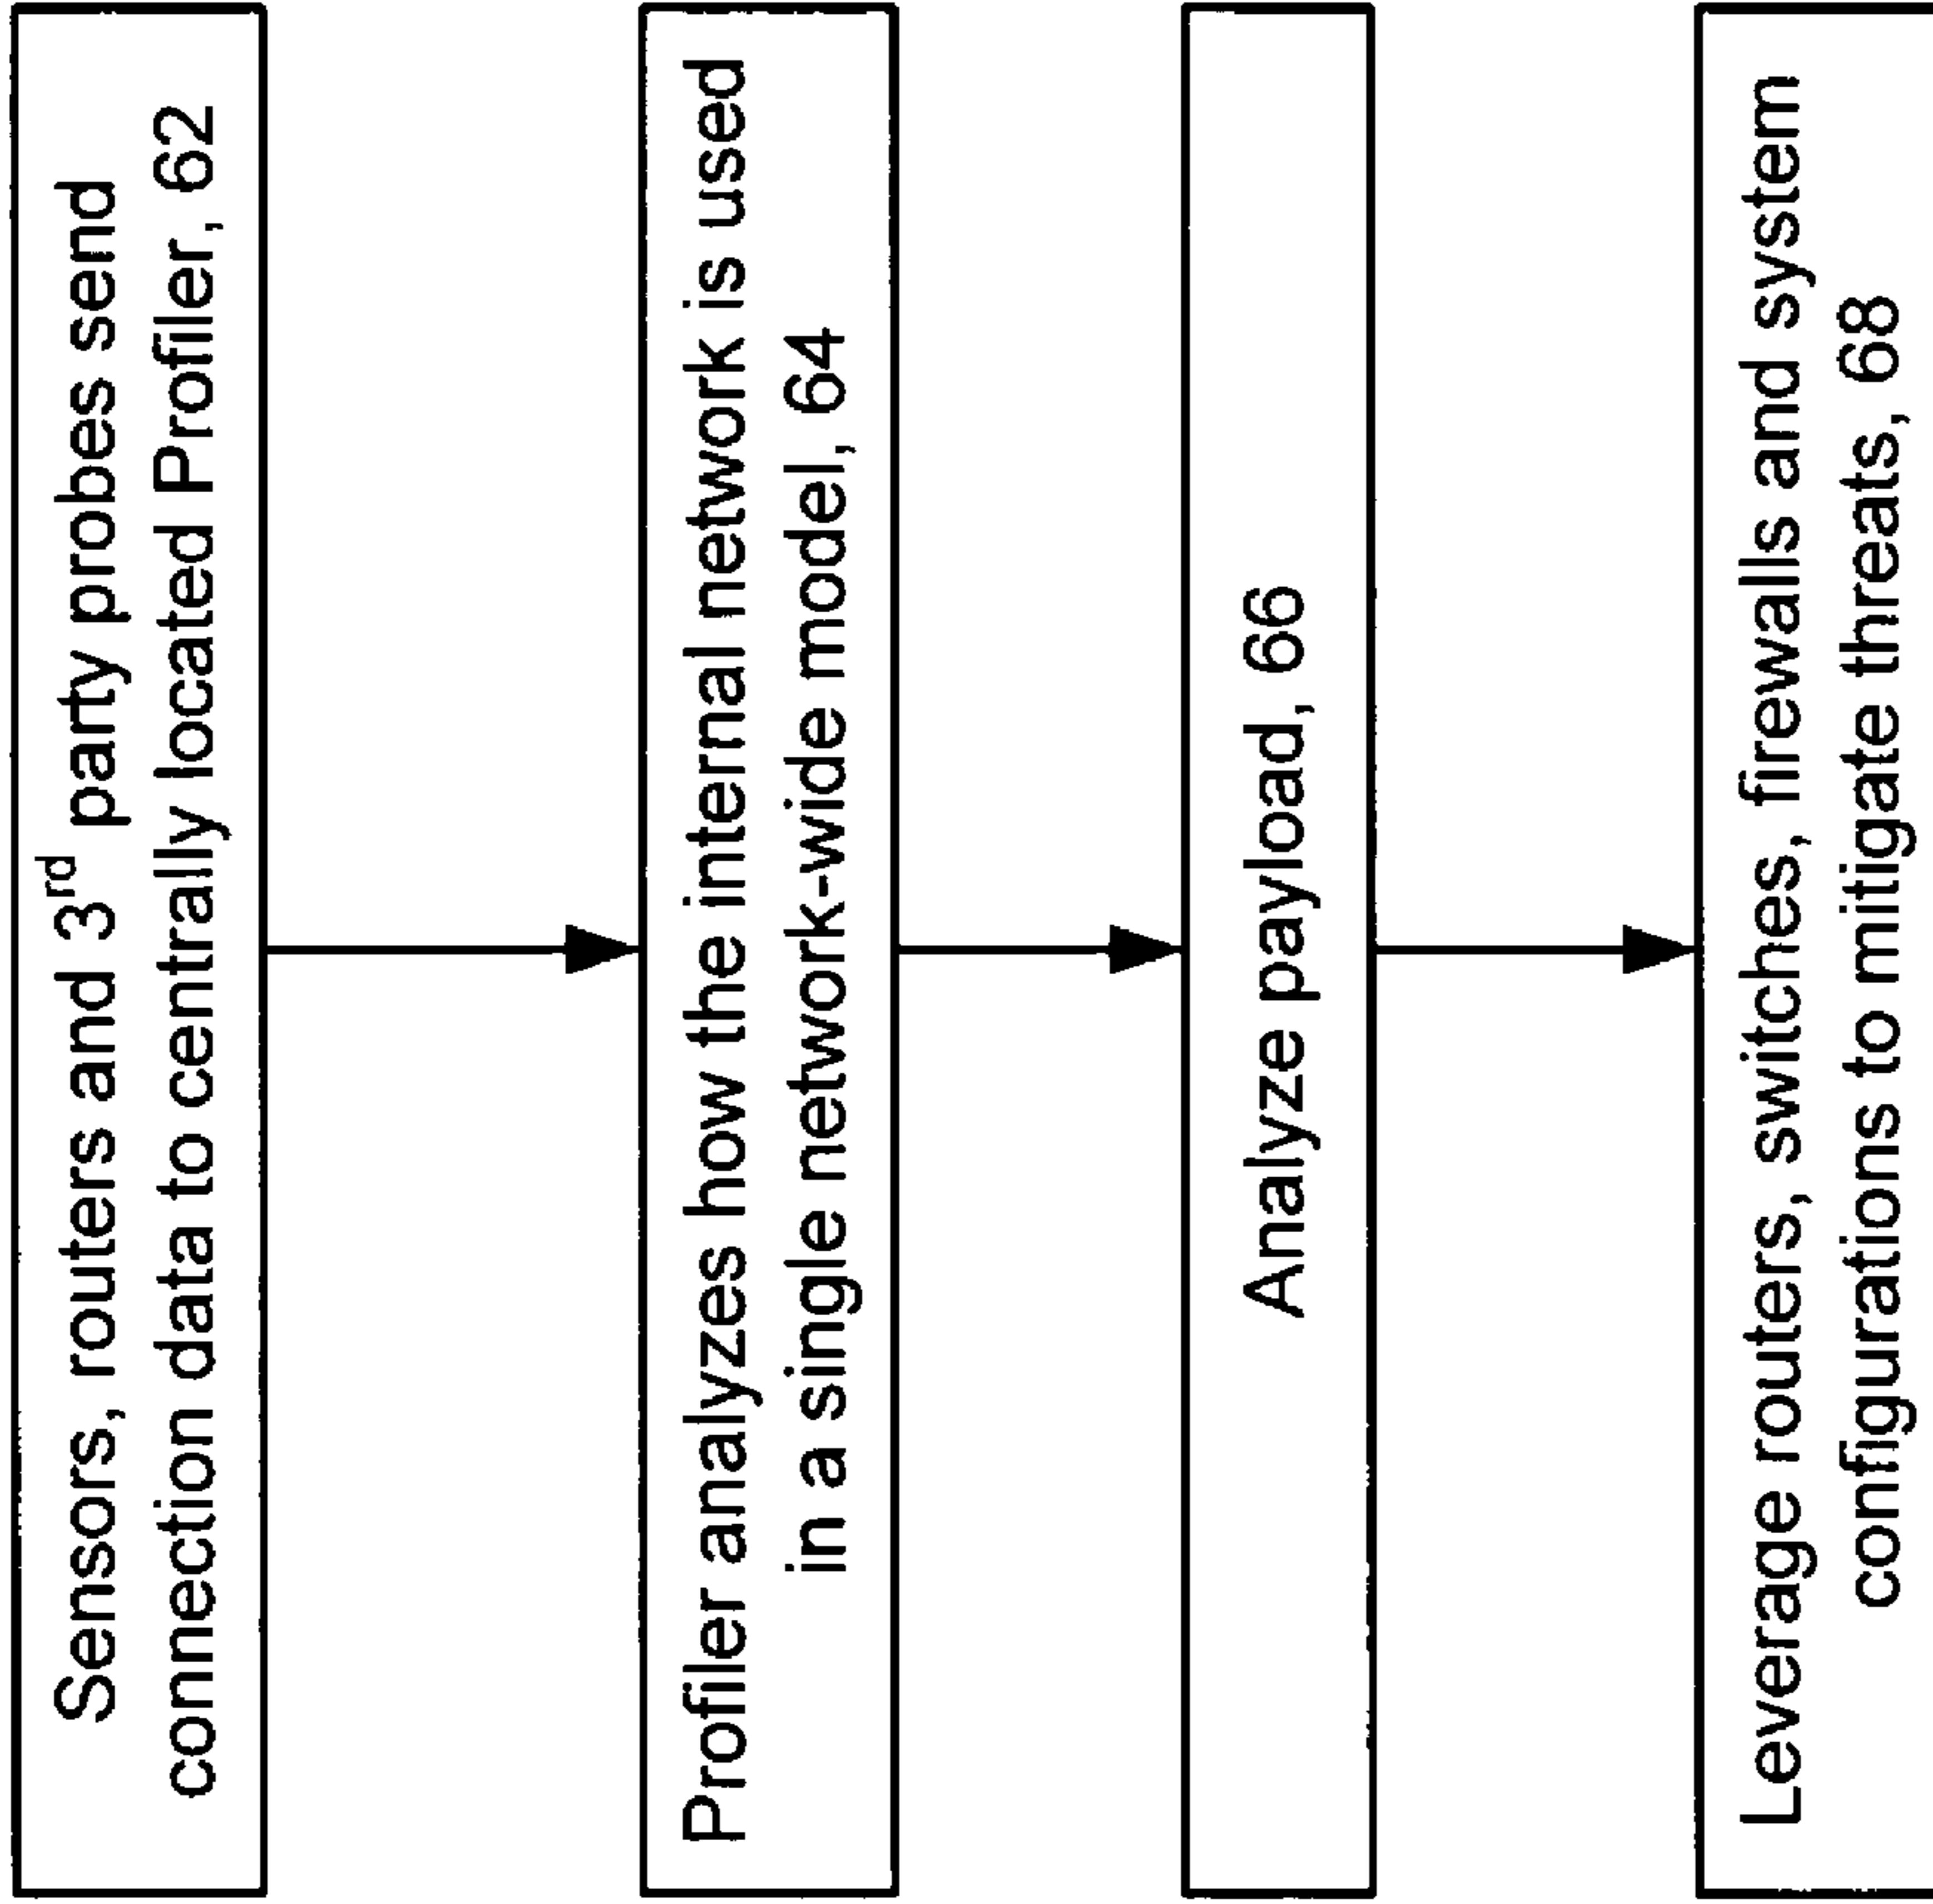 Sensors, routers and 3rd party probes send
connection data to centrally located Profiler, 62
Profiler analyzes how the internal network is used
in a single network-wide model, 64
Analyze payload, 66
Leverage routers, switches, firewalls and system
configurations to mitigate threats, 68